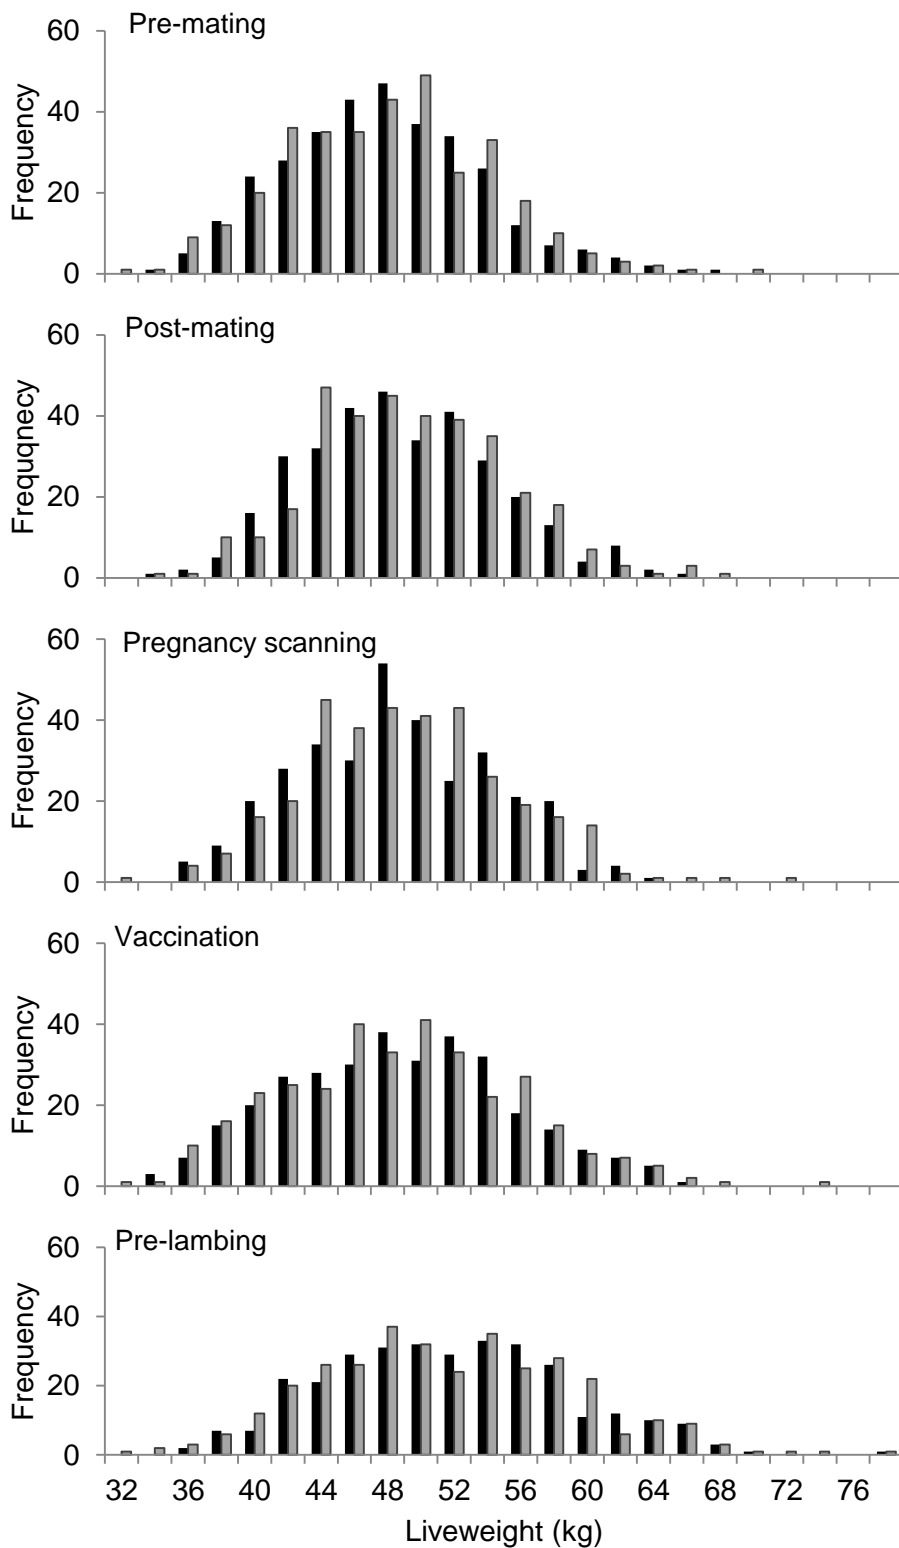 Pre-mating
60
40
20
0
Frequency
Post-mating
60
40
20
0
Frequqnecy
Pregnancy scanning
60
40
20
0
Frequency
Vaccination
60
40
20
0
Frequency
Pre-lambing
60
40
20
0
Frequency
32 36 40 44 48 52 56 60 64 68 72 76
Liveweight (kg)